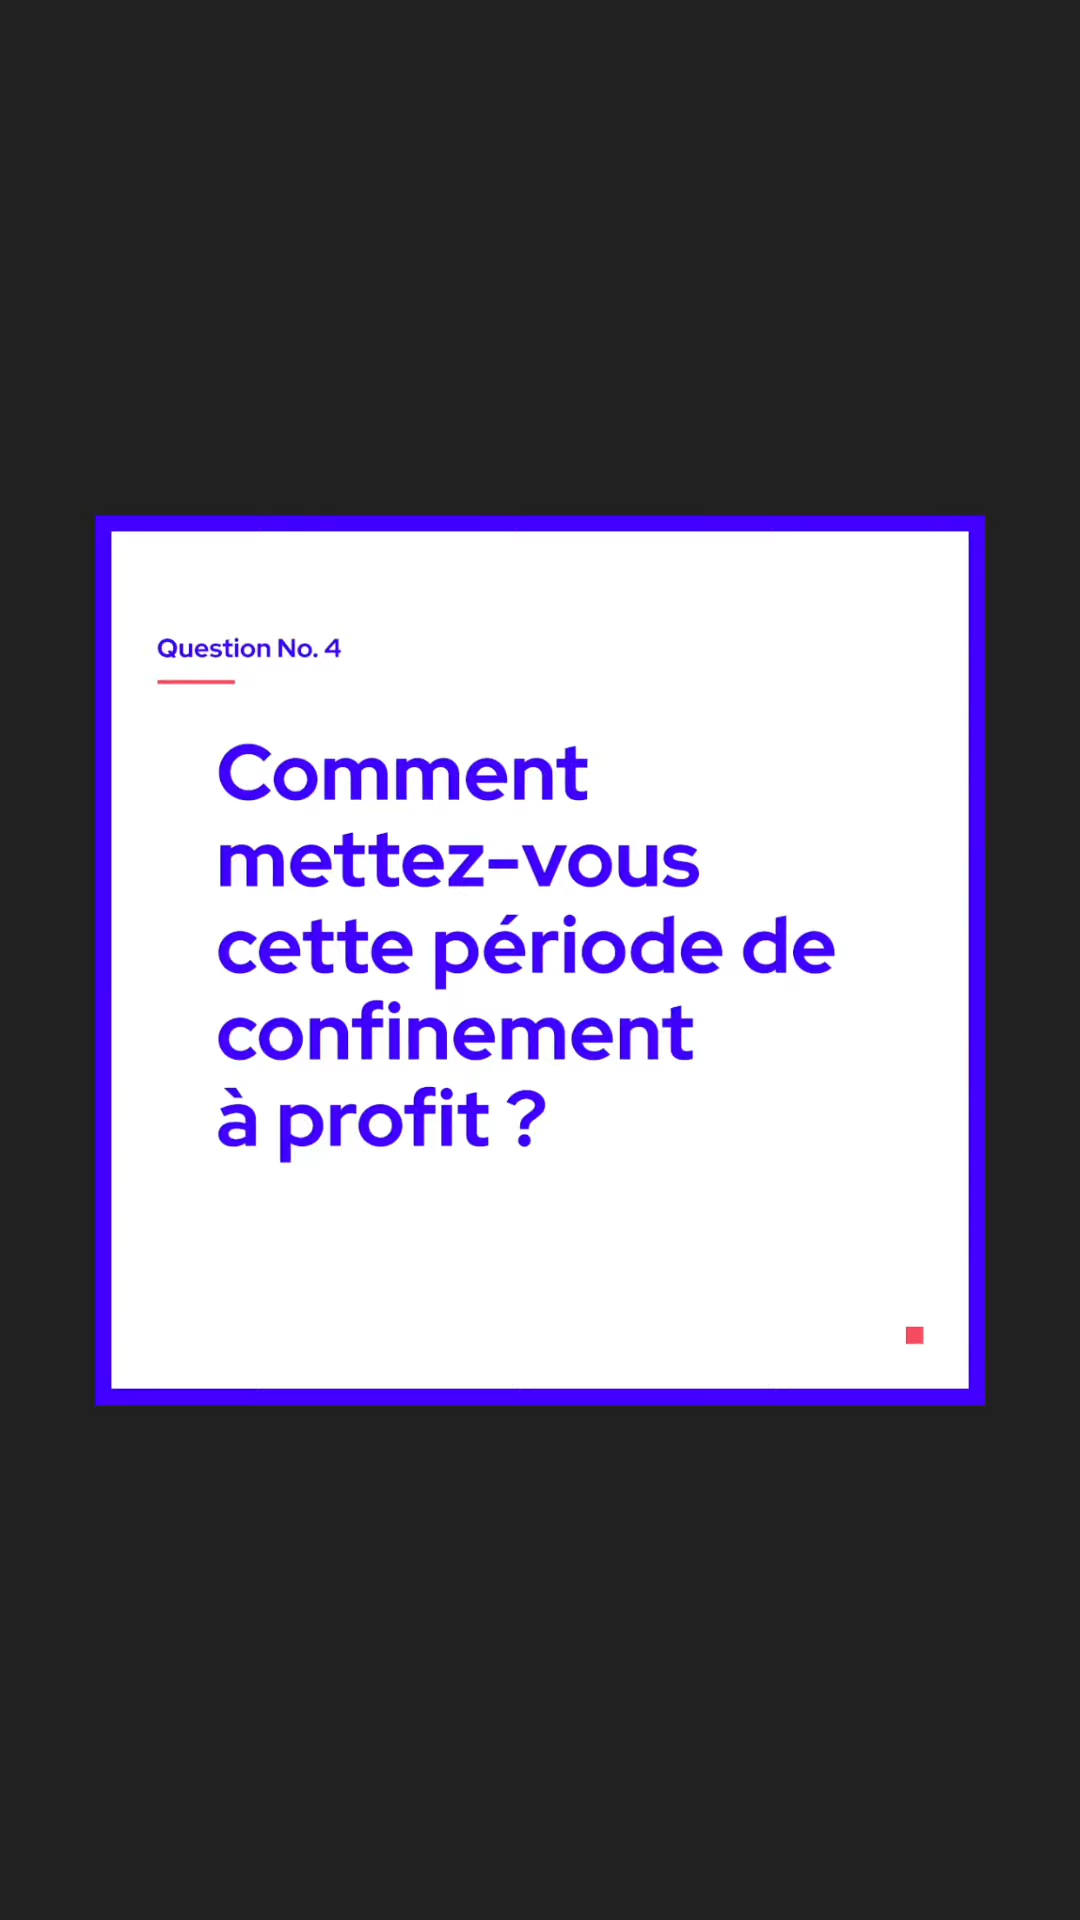 Question No. 4
Comment
mettez-vous
cette période de
confinement
à profit ?